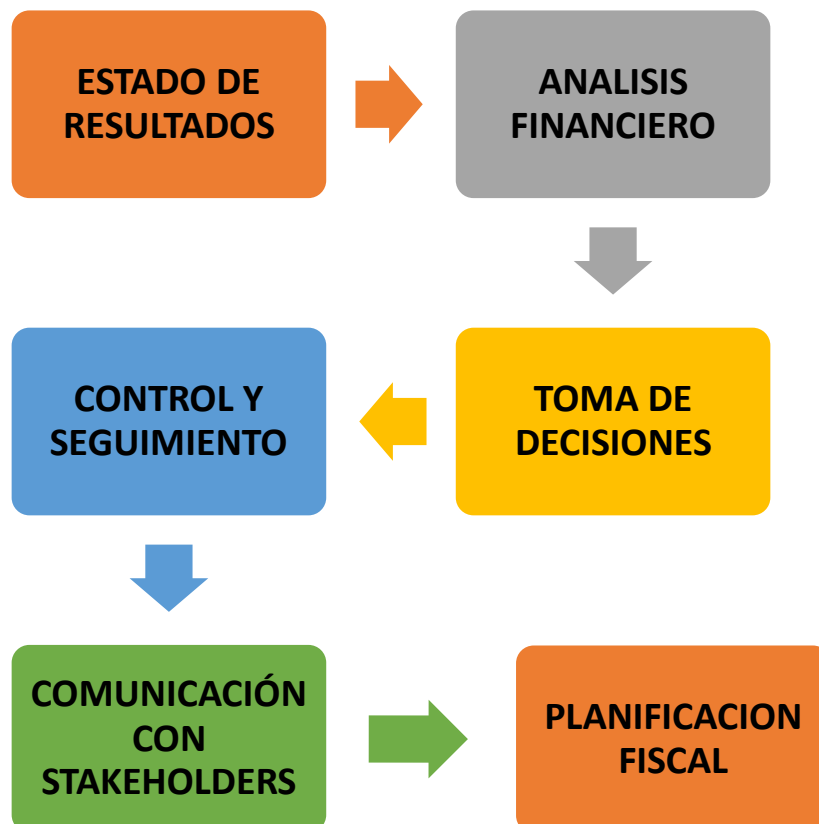 ESTADO DE
RESULTADOS
ANALISIS
FINANCIERO
TOMA DE
DECISIONES
CONTROL Y
SEGUIMIENTO
COMUNICACIÓN
CON
STAKEHOLDERS
PLANIFICACION
FISCAL